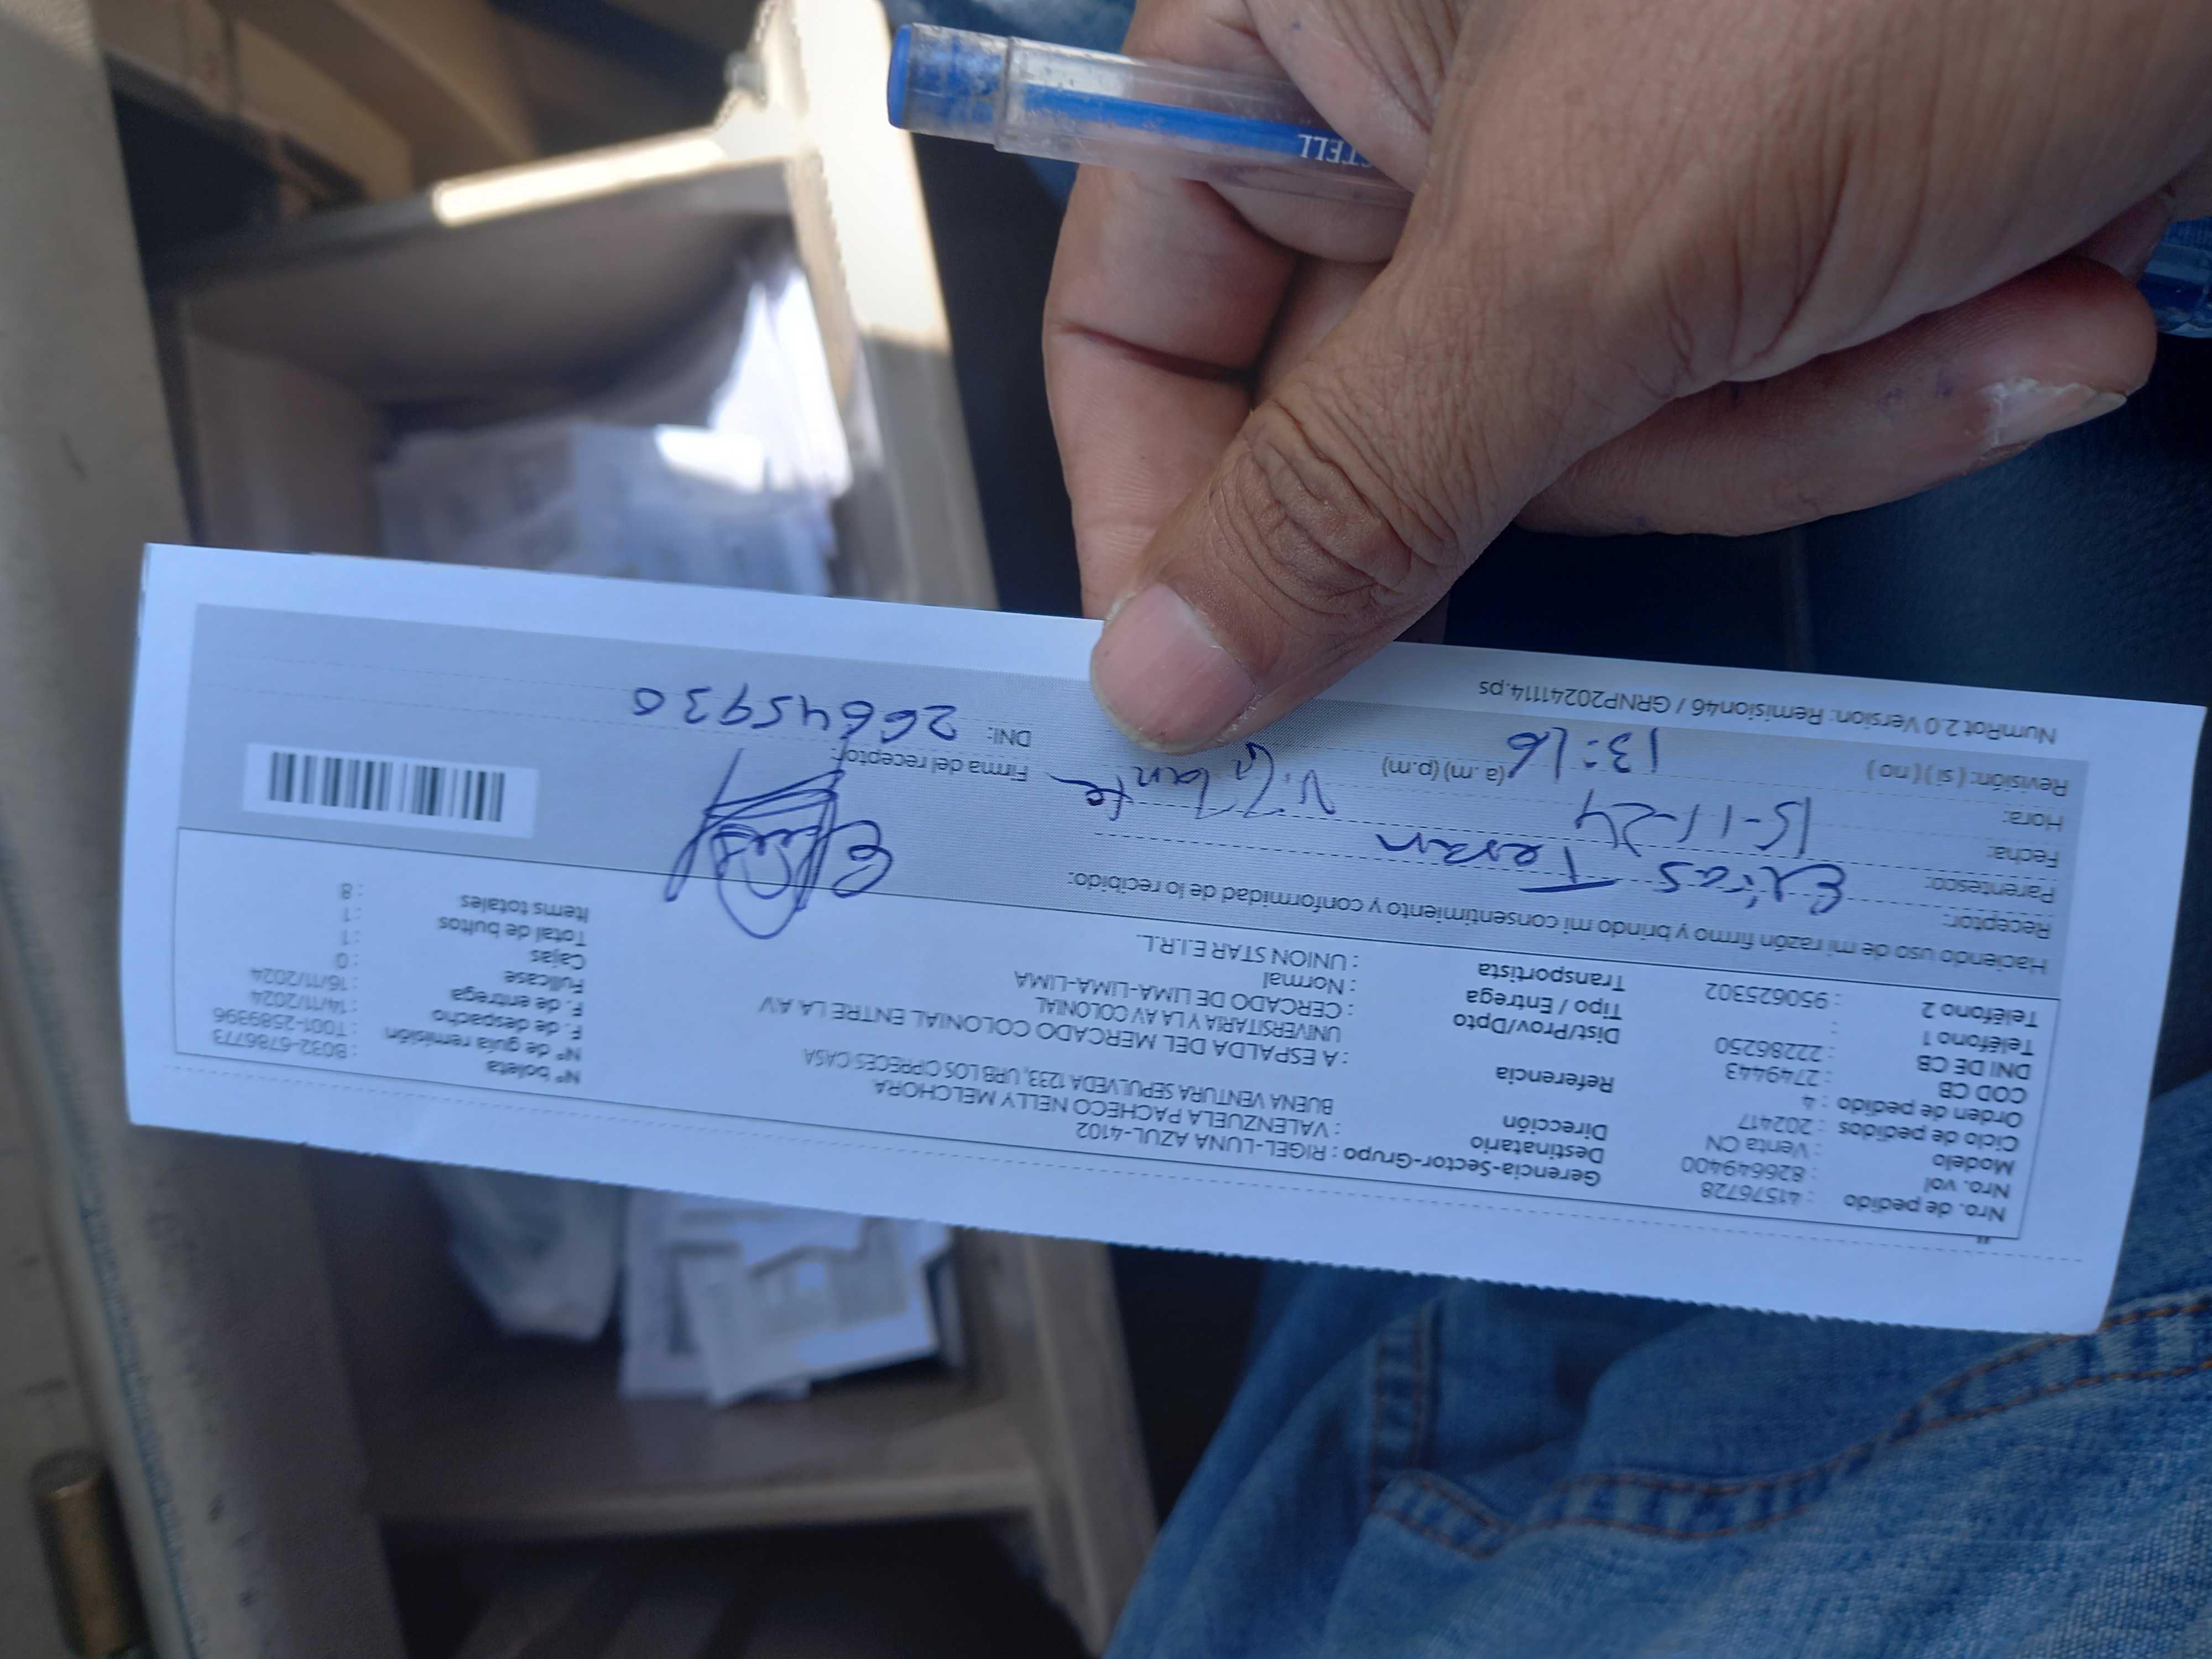 Nro. de pedido : 41576728
Nro. vol : 826649400
Modelo : Venta CN
Ciclo de pedidos : 202417
Orden de pedido : 4
COD CB : 2749443
DNI DE CB : 22286250
Teléfono 1 :
Teléfono 2 : 950625302
Gerencia-Sector-Grupo : RIGEL-LUNA AZUL-4102
Destinatario : VALENZUELA PACHECO NELLY MELCHORA
Dirección BUENA VENTURA SEPULVEDA 1233, URB LOS CIPRECES CASA
Referencia : A ESPALDA DEL MERCADO COLONIAL ENTRE LA AV
UNIVERSITARIA Y LA AV COLONIAL
Dist/Prov/Dpto : CERCADO DE LIMA-LIMA-LIMA
Tipo / Entrega : Normal
Transportista : UNION STAR E.I.R.L.
N° boleta : B032-6786773
N° de guía remisión : T001-2589396
F. de despacho : 14/11/2024
F. de entrega : 16/11/2024
Fullcase : 0
Cajas : 1
Total de bultos : 1
Items totales : 8
Haciendo uso de mi razón firmo y brindo mi consentimiento y conformidad de lo recibido:
Receptor: Elias Teran
Parentesco:
Fecha: 15-11-24
Hora: 13:16 (a.m) (p.m)
Revisión: ( si ) ( no )
Firma del receptor:
DNI: 26645930
NumRot 2.0 Version: Remision46 / GRNP20241114.ps
CTELL